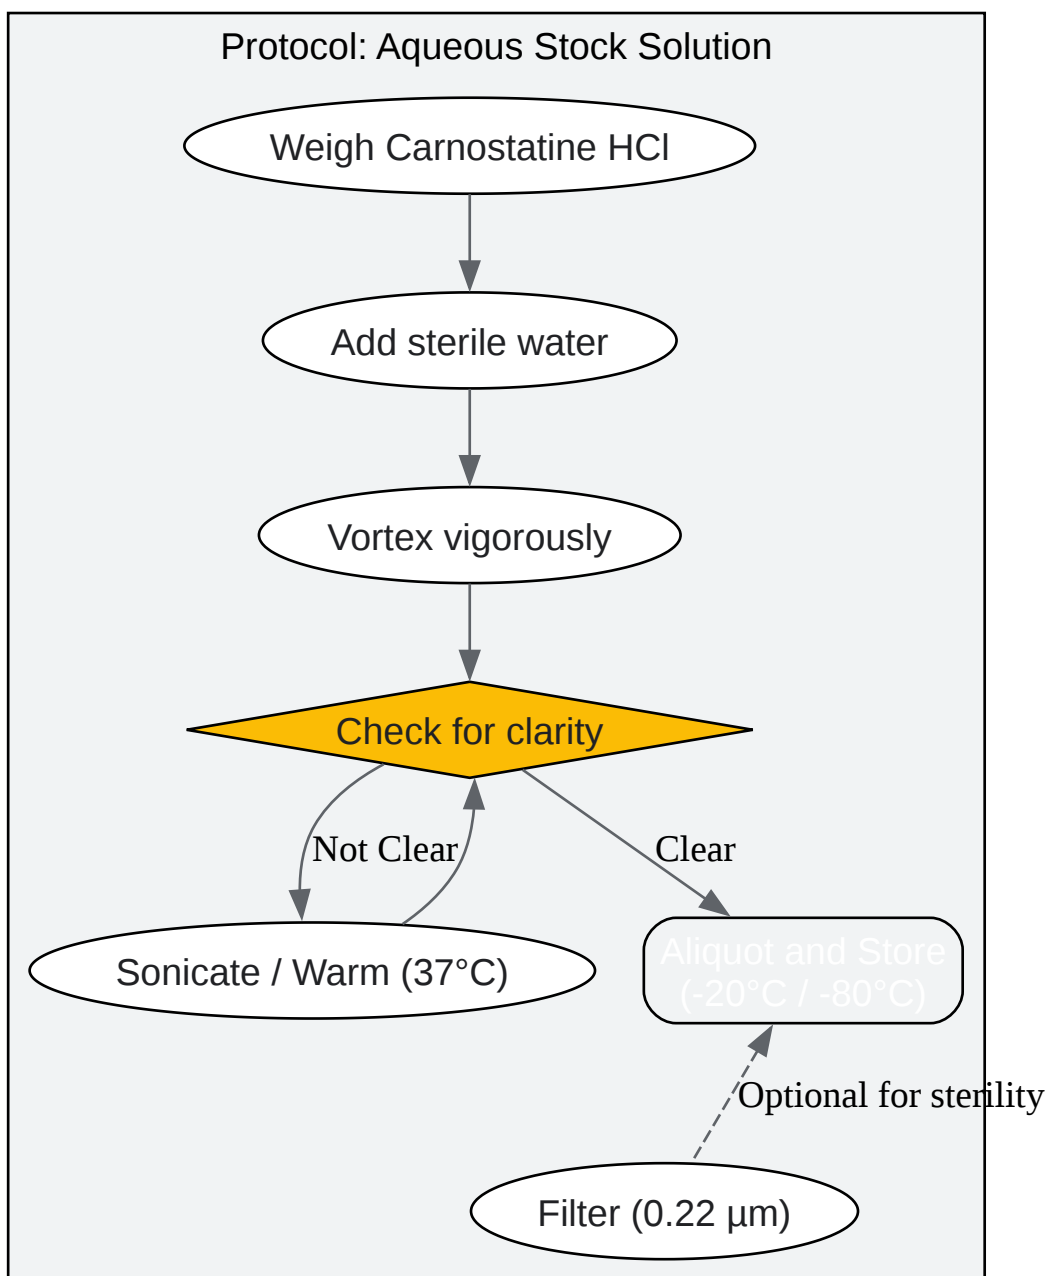 Protocol: Aqueous Stock Solution
Weigh Carnostatine HCl
Add sterile water
Vortex vigorously
Check for clarity
Not Clear
Clear
Sonicate / Warm (37°C)
Aliquot and Store
(-20°C / -80°C)
Optional for sterility
Filter (0.22 µm)